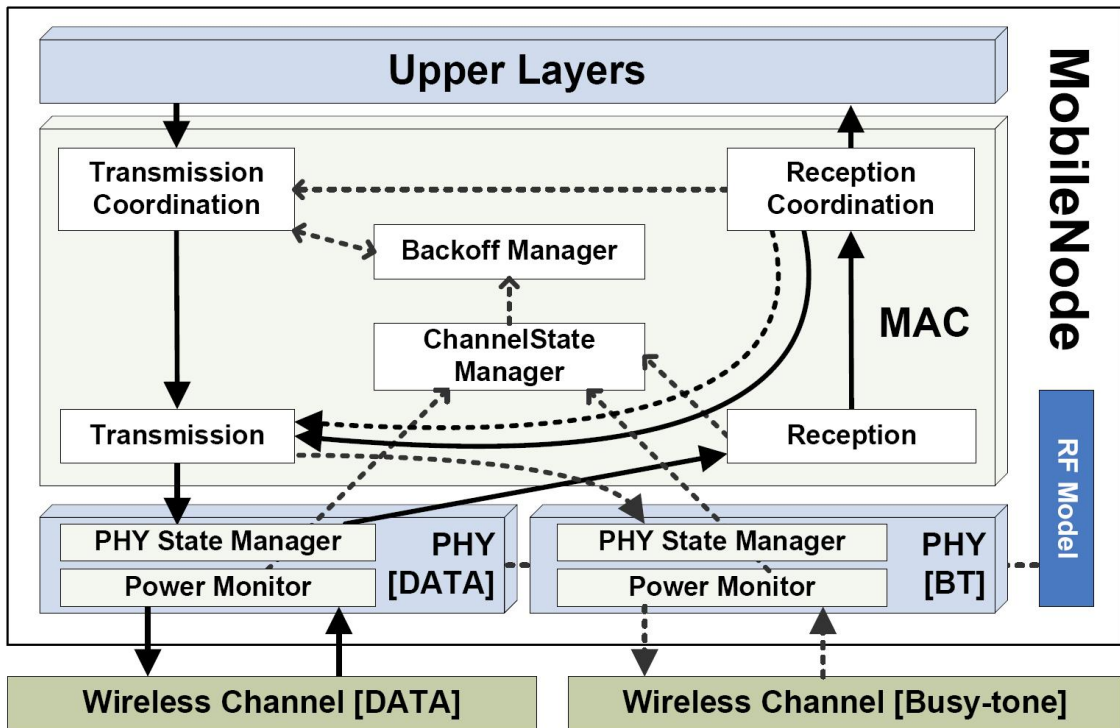 Upper Layers
MobileNode
Transmission
Coordination
Reception
Coordination
Backoff Manager
ChannelState
Manager
MAC
Transmission
Reception
RF Model
PHY State Manager
Power Monitor
PHY
[DATA]
PHY State Manager
Power Monitor
PHY
[BT]
Wireless Channel [DATA]
Wireless Channel [Busy-tone]